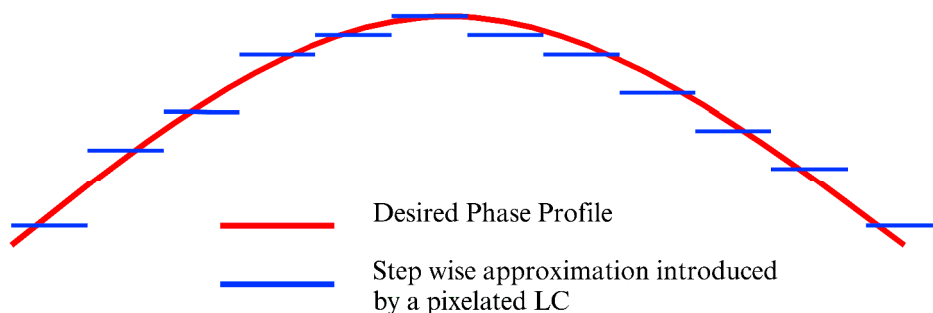 Desired Phase Profile
Step wise approximation introduced
by a pixelated LC